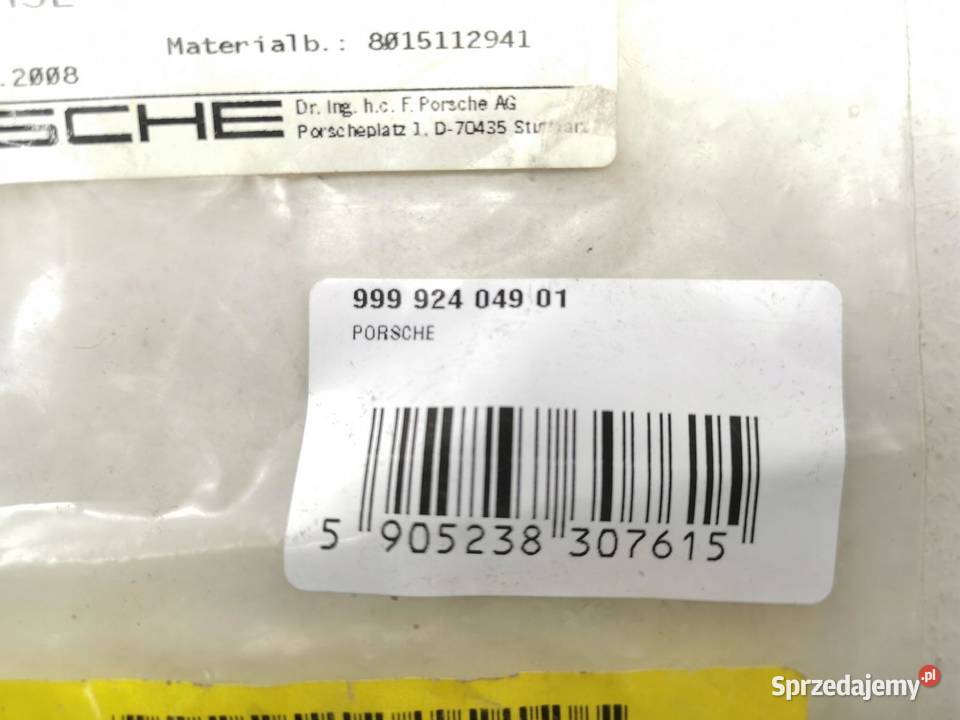 Materialb.: 8015112941
.2008
SCHE
Dr. Ing. h.c. F. Porsche AG
Porscheplatz 1, D-70435
999 924 049 01
PORSCHE
5 905238 307615
Sprzedajemy.pl